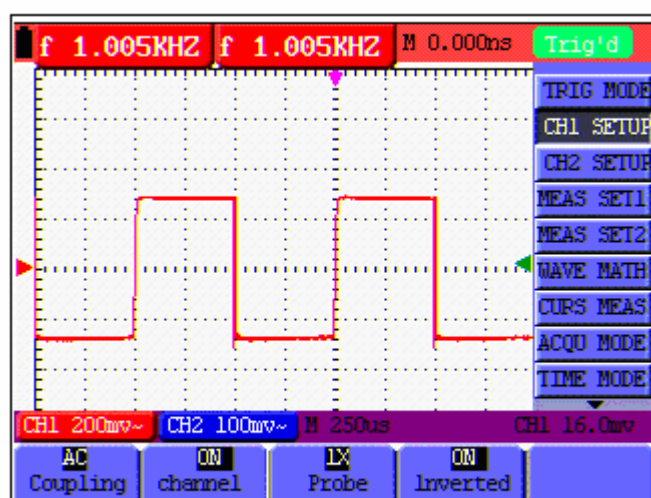 f 1.005KHZ f 1.005KHZ M 0.000ns Trig'd
TRIG MODE
CH1 SETUP
CH2 SETUP
MEAS SET1
MEAS SET2
WAVE MATH
CURS MEAS
ACQU MODE
TIME MODE
CH1 200mv~ CH2 100mv~ M 250us CH1 16.0mv
AC ON 1X ON
Coupling channel Probe Inverted